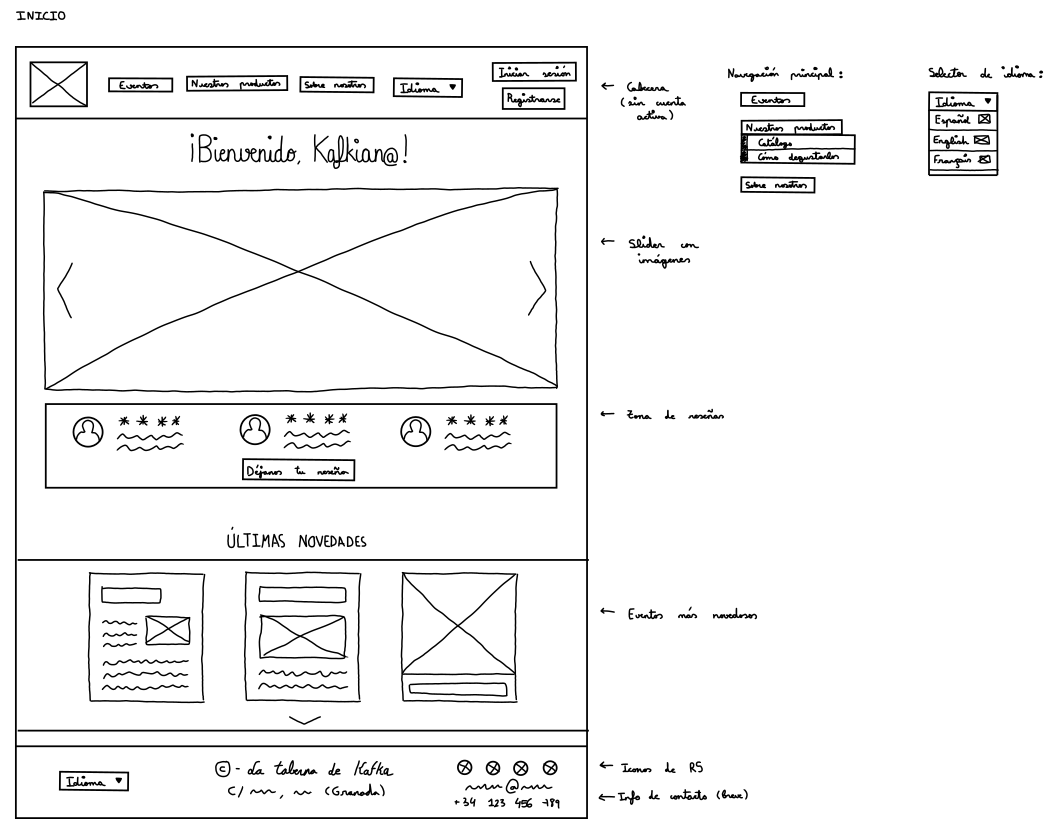 INICIO
Eventos
Nuestros productos
Sobre nosotros
Idioma ▼
Iniciar sesión
Registrarse
¡Bienvenido, Kafkian@!
Déjanos tu reseña
ÚLTIMAS NOVEDADES
Idioma ▼
© - La taberna de Kafka
C/ , (Granada)
@
+34 123 456 789
← Cabecera
(sin cuenta
activa)
← Slider con
imágenes
← Zona de reseñas
← Eventos más novedosos
← Iconos de RS
← Info de contacto (breve)
Navegación principal:
Eventos
Nuestros productos
Catálogo
Cómo degustarlos
Sobre nosotros
Selector de idioma:
Idioma ▼
Español
English
Français